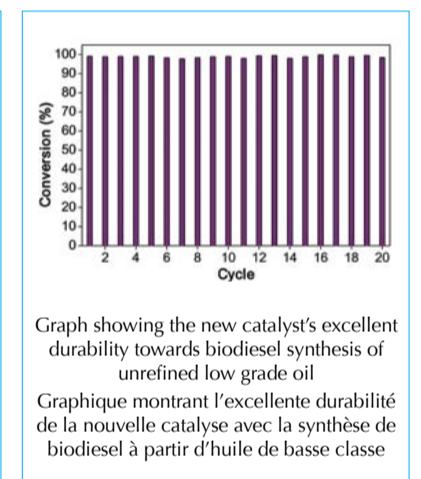 100
90
80
70
60
50
40
30
20
10
0
Conversion (%)
2 4 6 8 10 12 14 16 18 20
Cycle
Graph showing the new catalyst's excellent
durability towards biodiesel synthesis of
unrefined low grade oil
Graphique montrant l'excellente durabilité
de la nouvelle catalyse avec la synthèse de
biodiesel à partir d'huile de basse classe